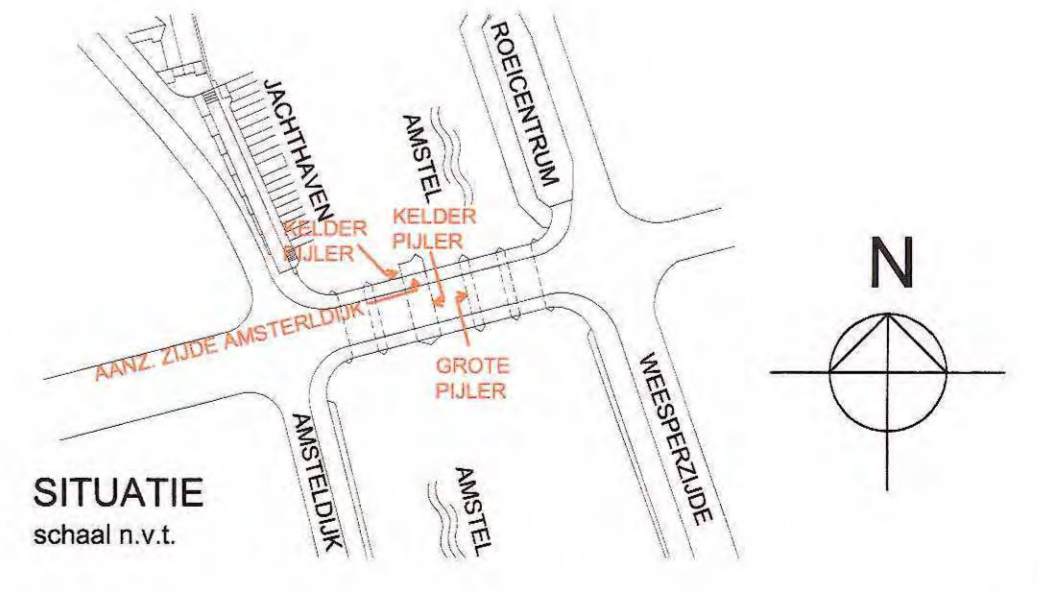 ROEICENTRUM
JACHTHAVEN
AMSTEL
KELDER
PIJLER
KELDER
PIJLER
AANZ. ZIJDE AMSTERLDIJK
GROTE
PIJLER
N
WEESPERZIJDE
AMSTELDIJK
AMSTEL
SITUATIE
schaal n.v.t.